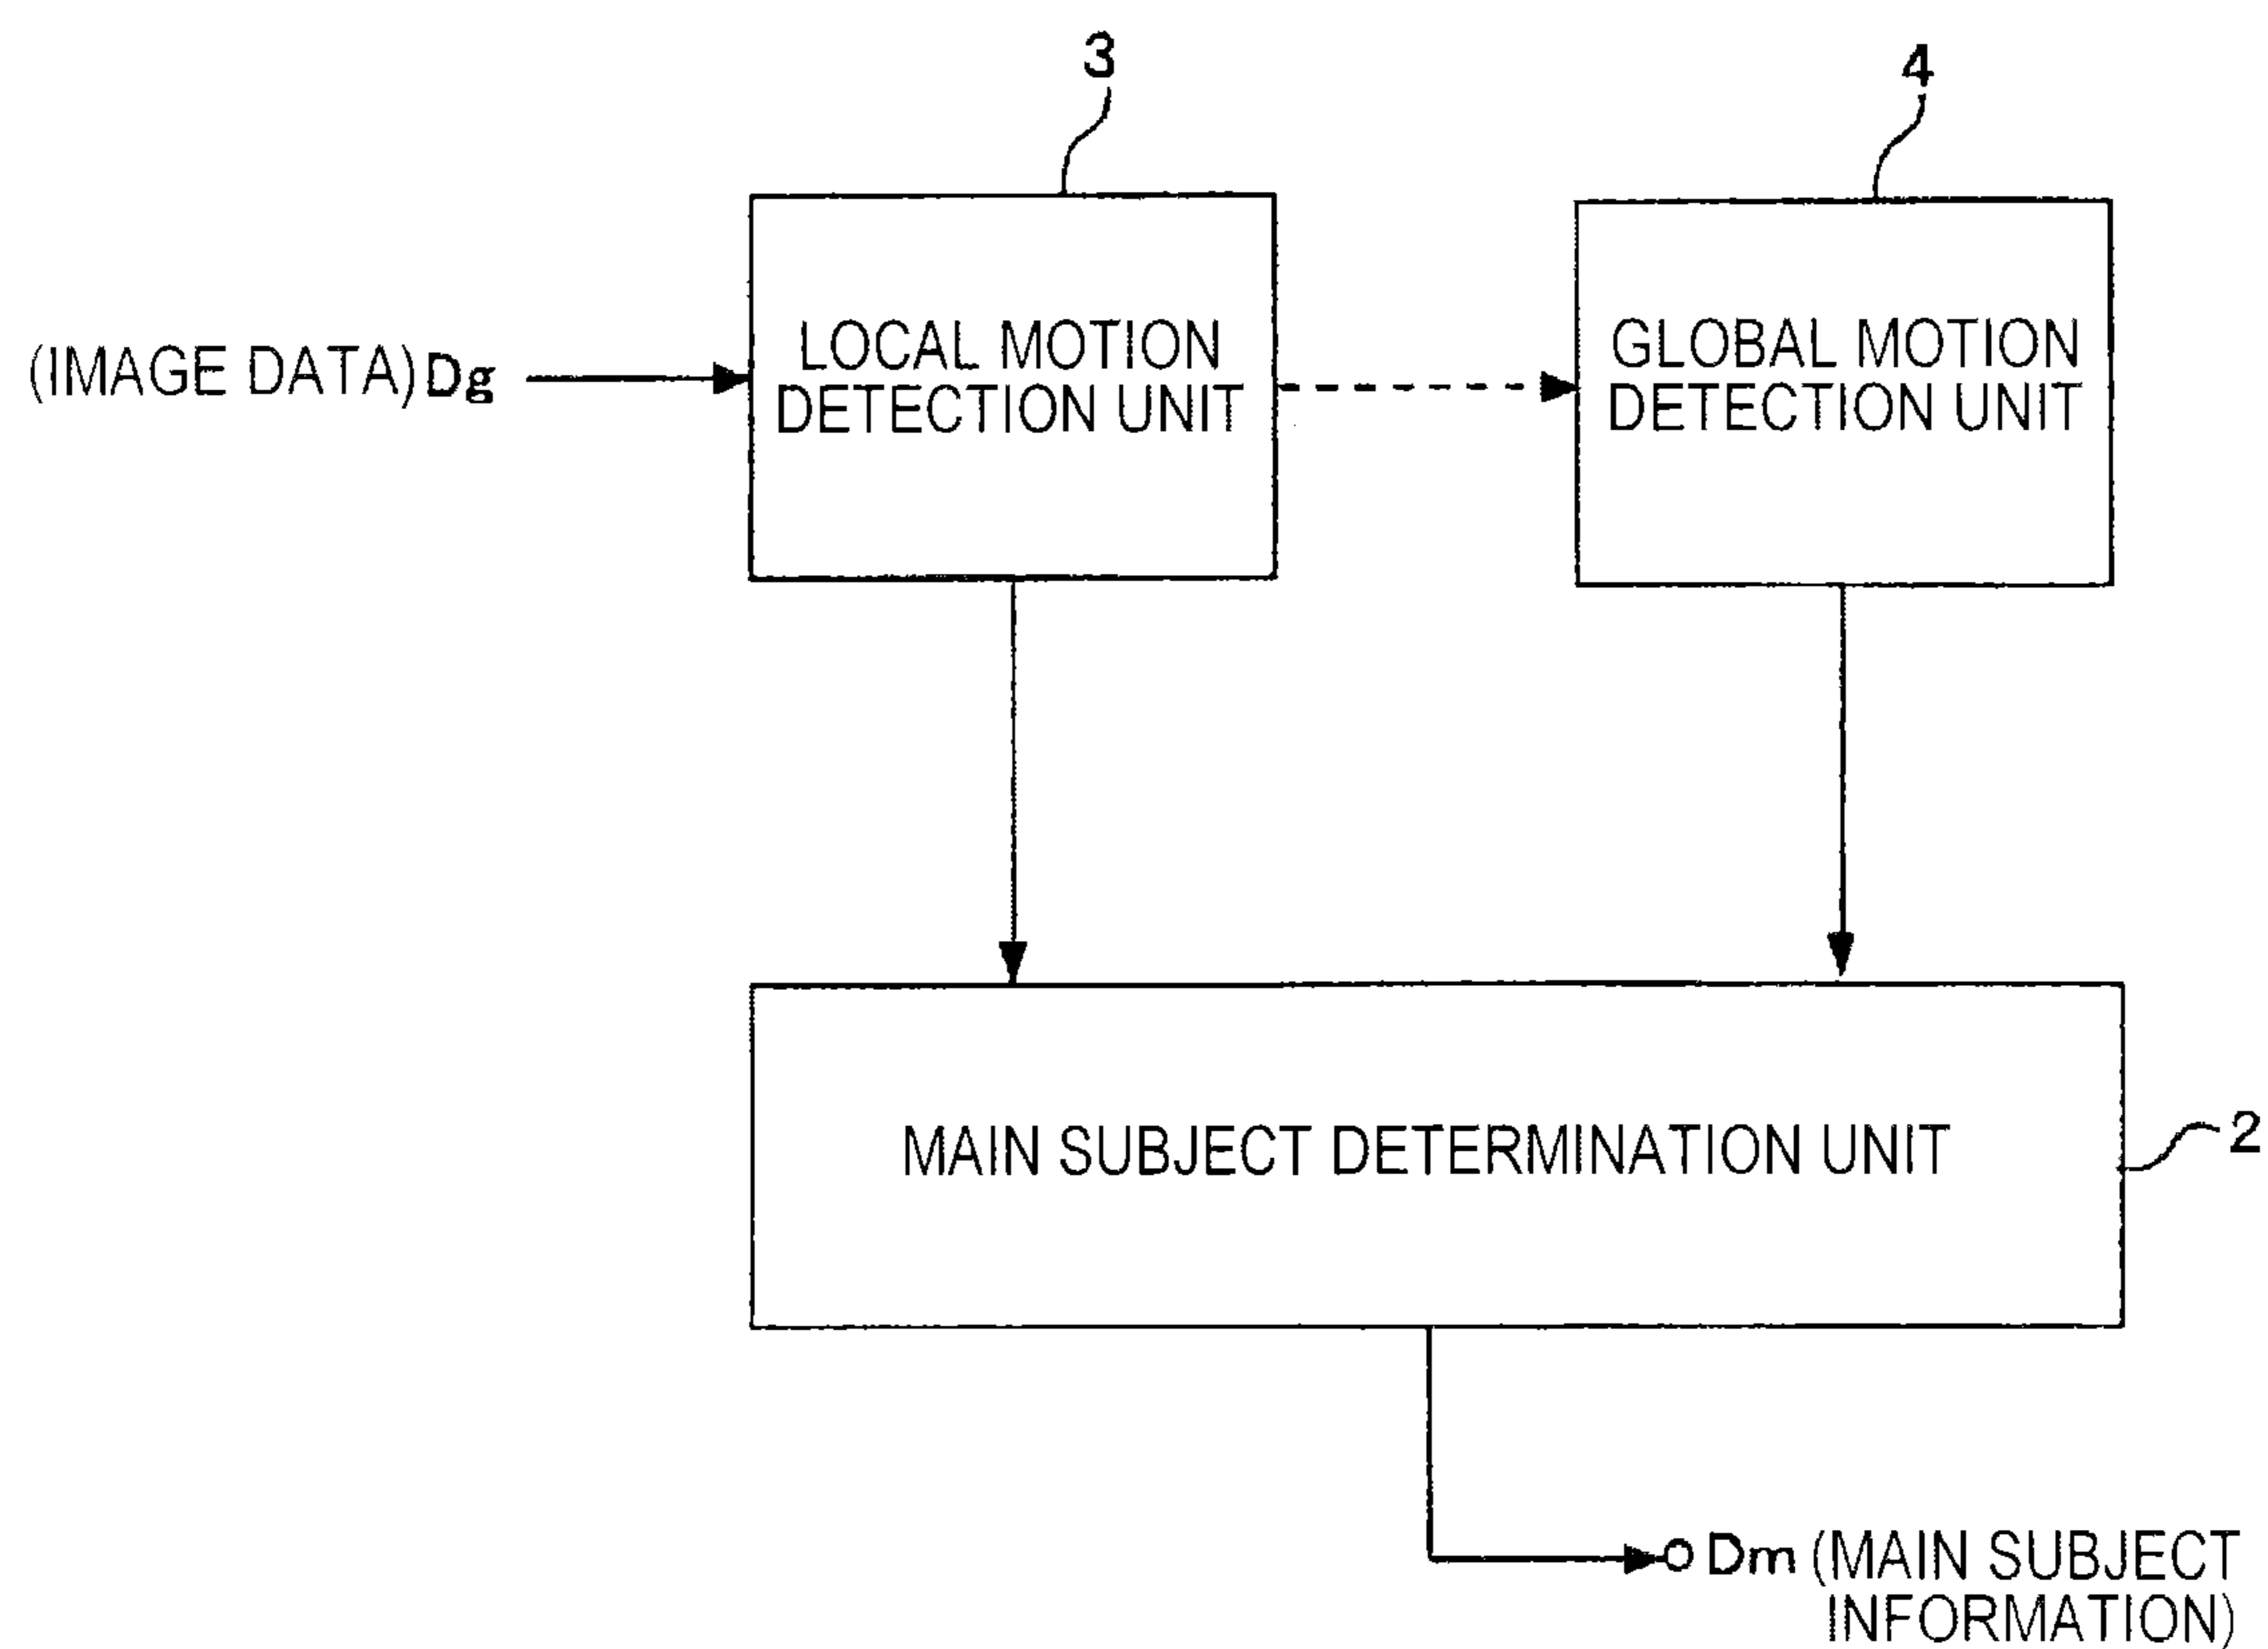 3
4
(IMAGE DATA) Dg
LOCAL MOTION
DETECTION UNIT
GLOBAL MOTION
DETECTION UNIT
MAIN SUBJECT DETERMINATION UNIT
2
Dm (MAIN SUBJECT
INFORMATION)